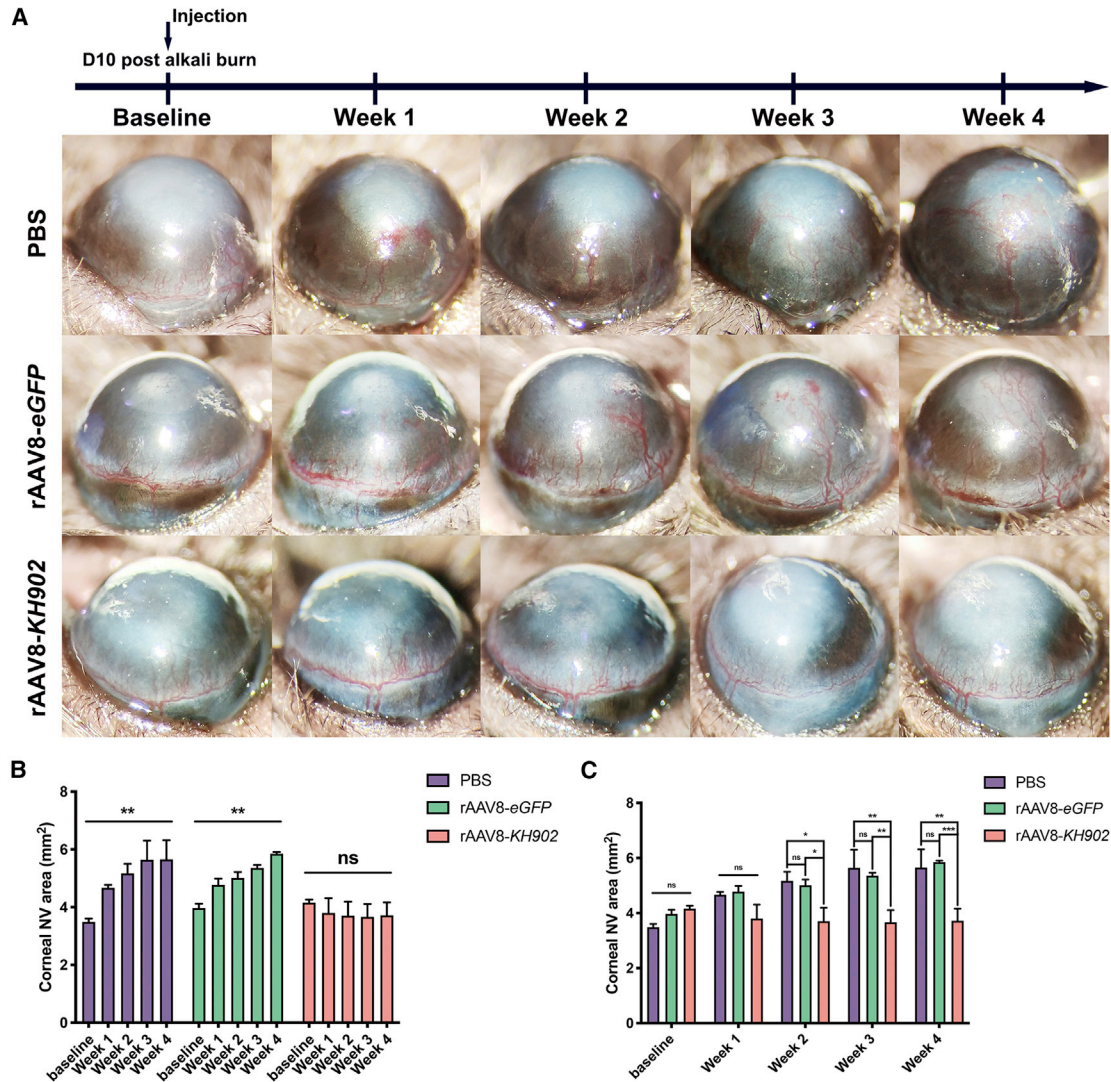 A
Injection
D10 post alkali burn
Baseline
Week 1
Week 2
Week 3
Week 4
PBS
rAAV8-eGFP
rAAV8-KH902
B
Corneal NV area (mm²)
8
6
4
2
0
**
**
ns
PBS
rAAV8-eGFP
rAAV8-KH902
baseline
Week 1
Week 2
Week 3
Week 4
baseline
Week 1
Week 2
Week 3
Week 4
baseline
Week 1
Week 2
Week 3
Week 4
C
Corneal NV area (mm²)
8
6
4
2
0
ns
ns
*
ns
*
**
ns
**
**
ns
***
PBS
rAAV8-eGFP
rAAV8-KH902
baseline
Week 1
Week 2
Week 3
Week 4